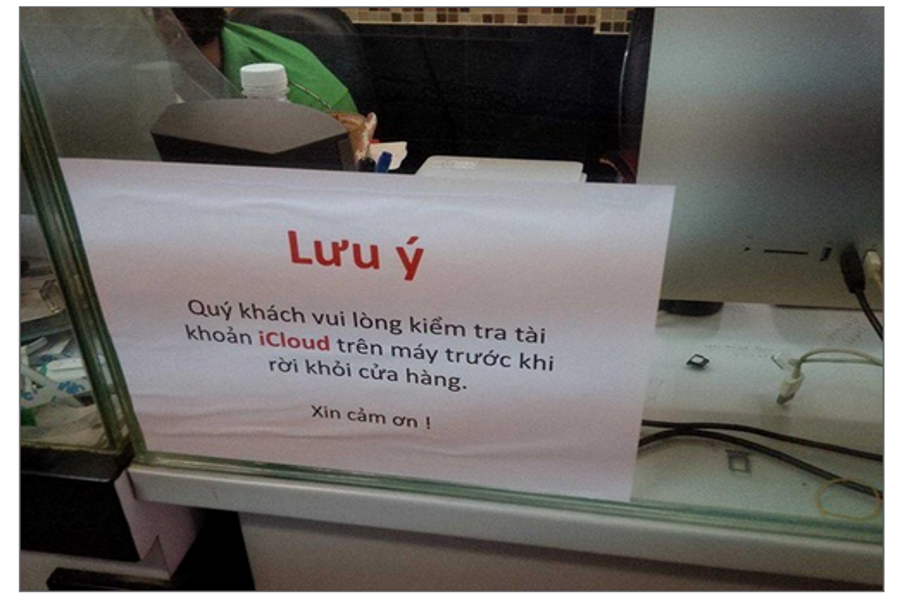 Lưu ý
Quý khách vui lòng kiểm tra tài
khoản iCloud trên máy trước khi
rời khỏi cửa hàng.
Xin cảm ơn !